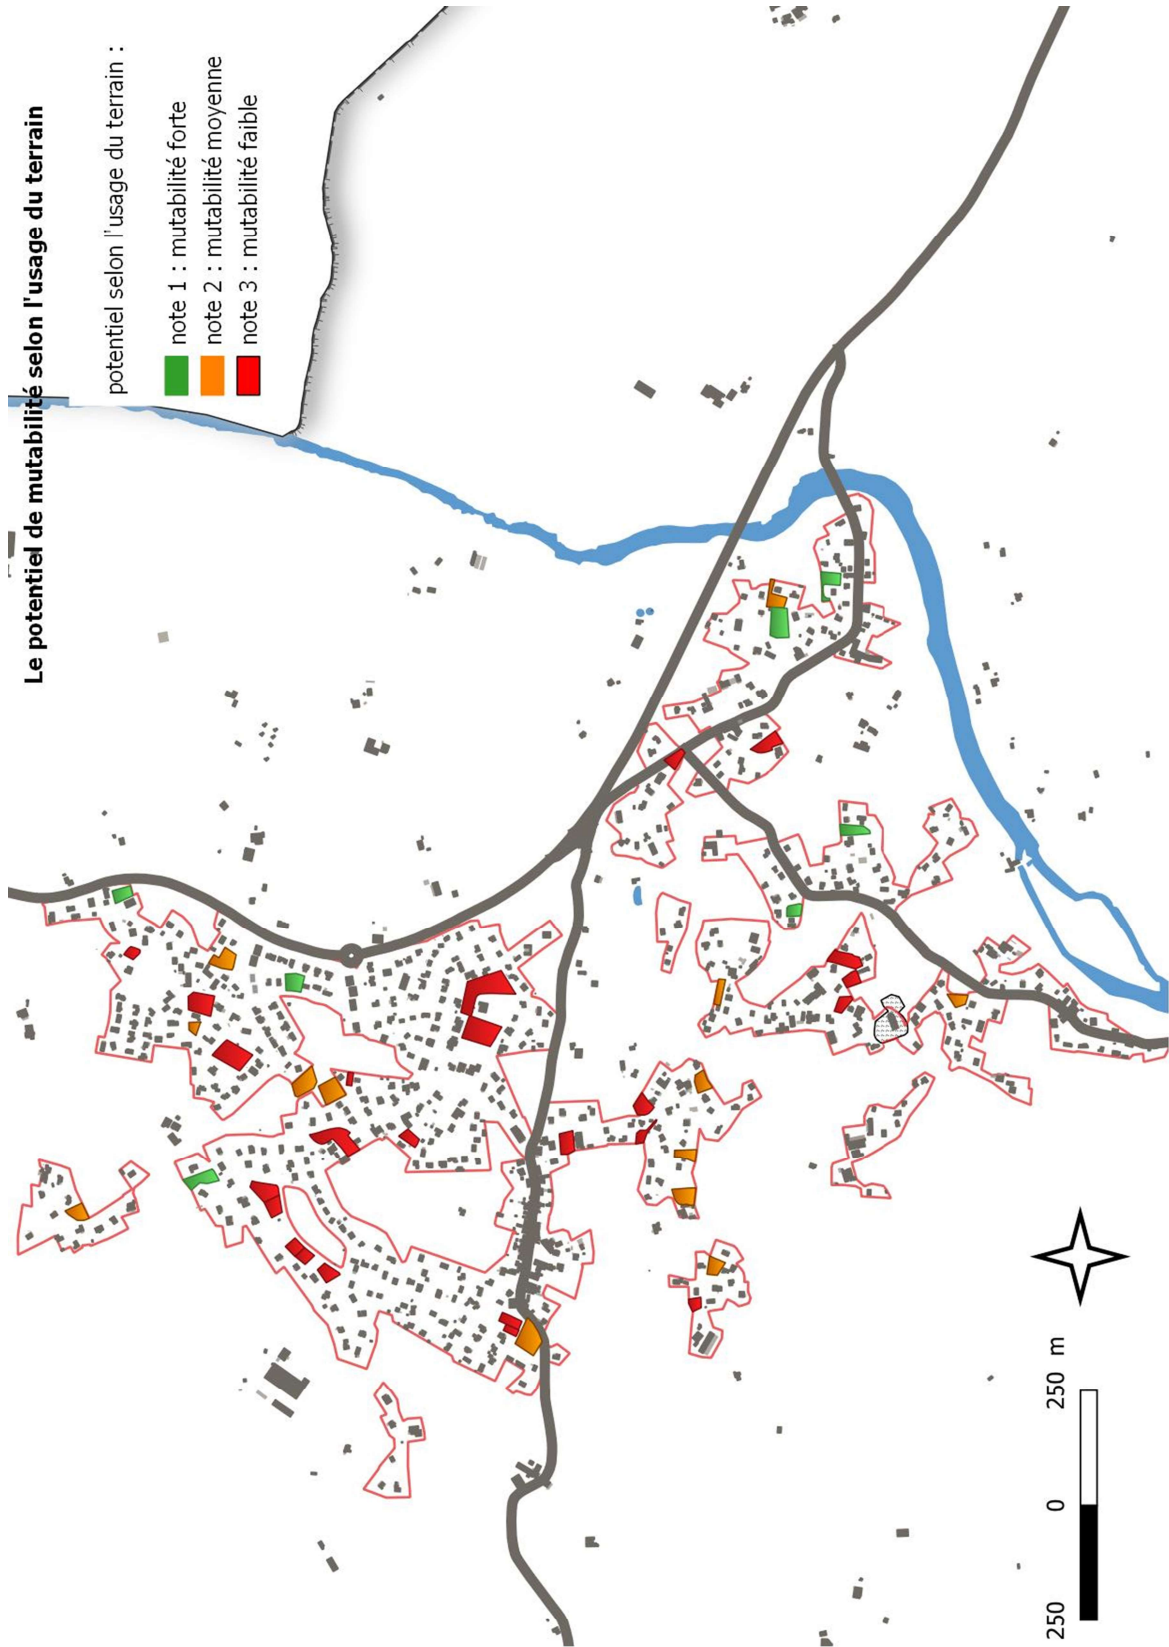 Le potentiel de mutabilité selon l'usage du terrain
potentiel selon l'usage du terrain :
note 1 : mutabilité forte
note 2 : mutabilité moyenne
note 3 : mutabilité faible
250 0 250 m